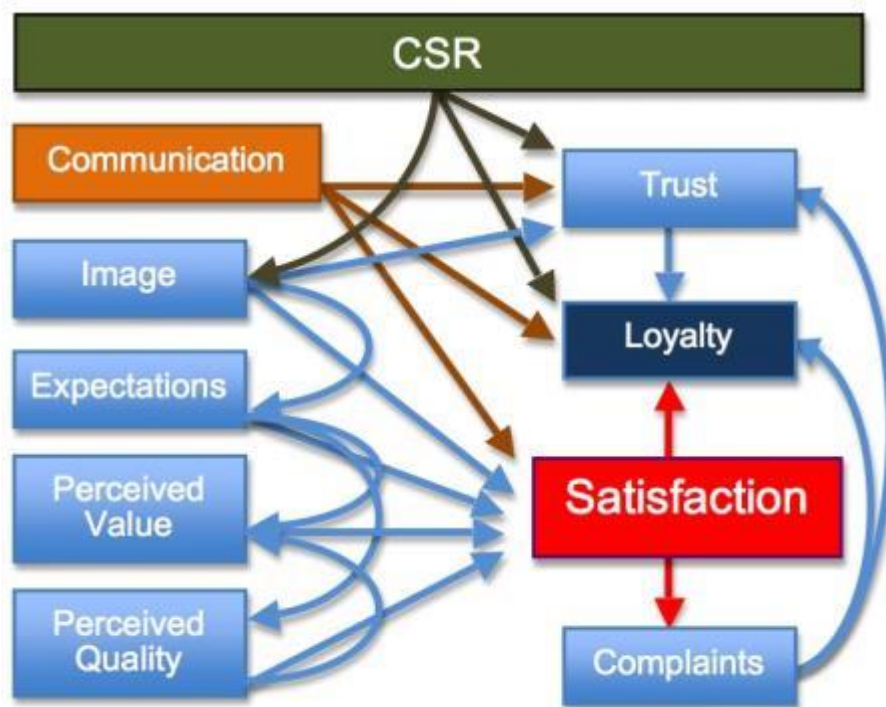 CSR
Communication
Trust
Image
Loyalty
Expectations
Perceived
Value
Satisfaction
Perceived
Quality
Complaints